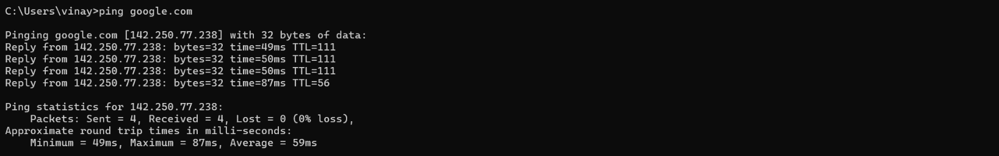 C:\Users\vinay>ping google.com
Pinging google.com [142.250.77.238] with 32 bytes of data:
Reply from 142.250.77.238: bytes=32 time=49ms TTL=111
Reply from 142.250.77.238: bytes=32 time=50ms TTL=111
Reply from 142.250.77.238: bytes=32 time=50ms TTL=111
Reply from 142.250.77.238: bytes=32 time=87ms TTL=56
Ping statistics for 142.250.77.238:
    Packets: Sent = 4, Received = 4, Lost = 0 (0% loss),
Approximate round trip times in milli-seconds:
    Minimum = 49ms, Maximum = 87ms, Average = 59ms